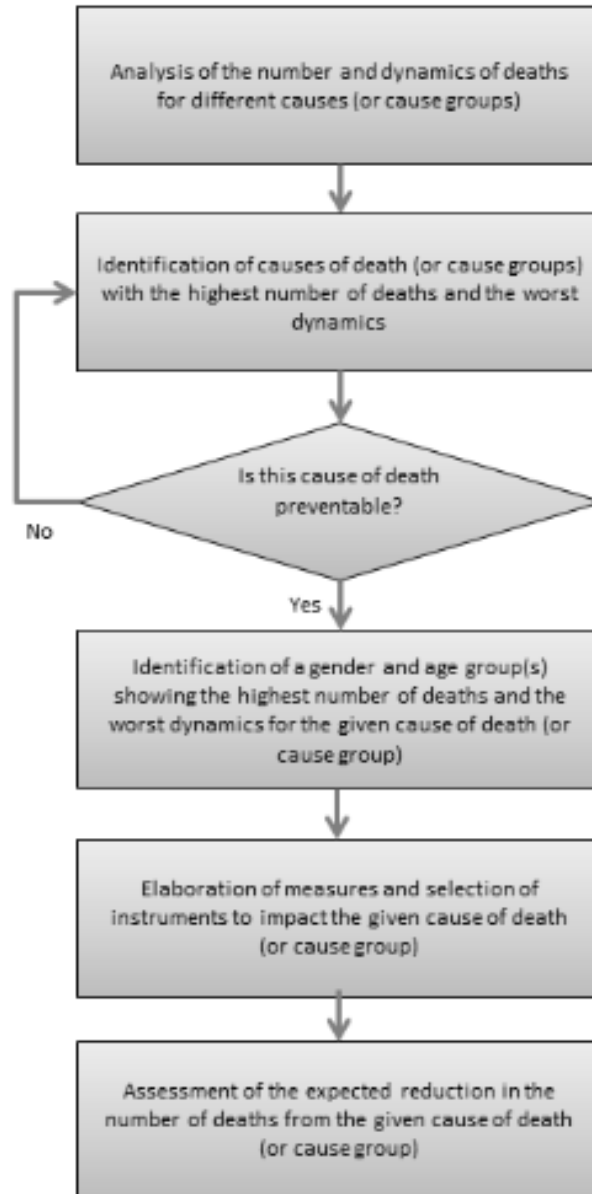 Analysis of the number and dynamics of deaths
for different causes (or cause groups)
Identification of causes of death (or cause groups)
with the highest number of deaths and the worst
dynamics
Is this cause of death
preventable?
No
Yes
Identification of a gender and age group(s)
showing the highest number of deaths and the
worst dynamics for the given cause of death (or
cause group)
Elaboration of measures and selection of
instruments to impact the given cause of death
(or cause group)
Assessment of the expected reduction in the
number of deaths from the given cause of death
(or cause group)